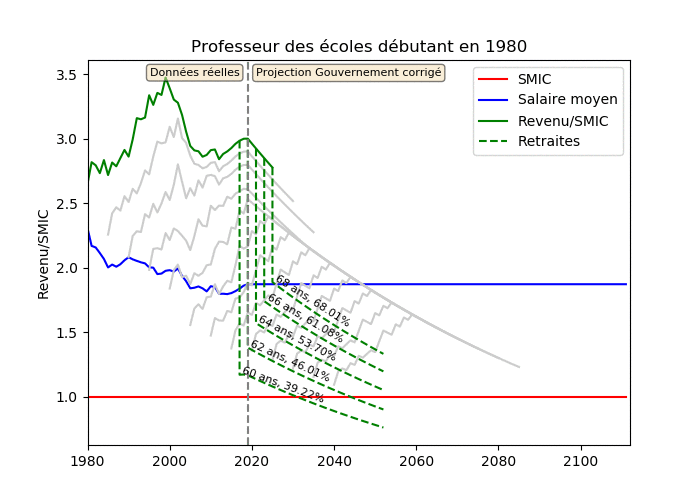 Professeur des écoles débutant en 1980
Données réelles
Projection Gouvernement corrigé
SMIC
Salaire moyen
Revenu/SMIC
Retraites
Revenu/SMIC
3.5
3.0
2.5
2.0
1.5
1.0
68 ans, 68.01%
66 ans, 61.08%
64 ans, 53.70%
62 ans, 46.01%
60 ans, 39.22%
1980
2000
2020
2040
2060
2080
2100